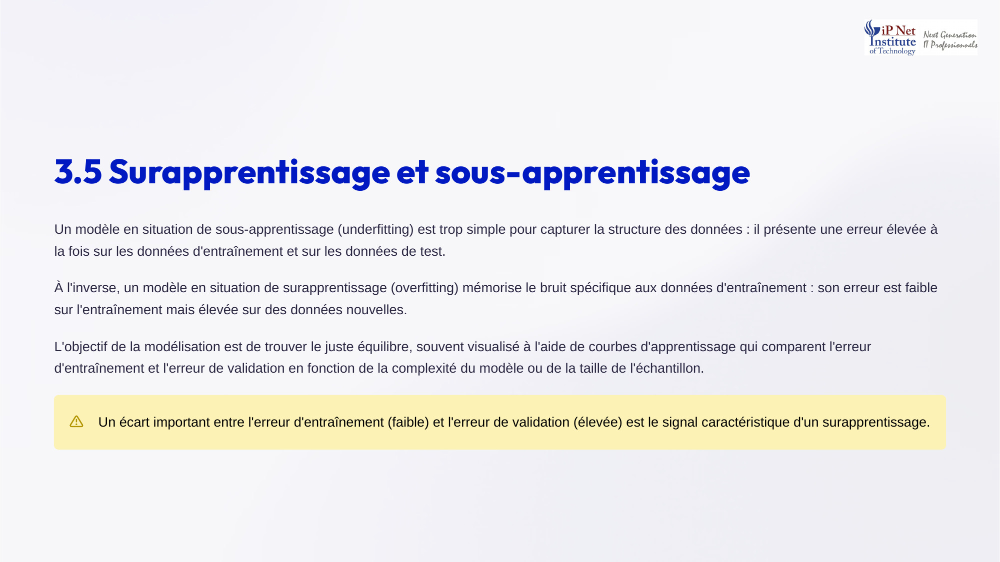 iP Net
Institute
of Technology
Next Generation
IT Professionnels
3.5 Surapprentissage et sous-apprentissage
Un modèle en situation de sous-apprentissage (underfitting) est trop simple pour capturer la structure des données : il présente une erreur élevée à
la fois sur les données d'entraînement et sur les données de test.
À l'inverse, un modèle en situation de surapprentissage (overfitting) mémorise le bruit spécifique aux données d'entraînement : son erreur est faible
sur l'entraînement mais élevée sur des données nouvelles.
L'objectif de la modélisation est de trouver le juste équilibre, souvent visualisé à l'aide de courbes d'apprentissage qui comparent l'erreur
d'entraînement et l'erreur de validation en fonction de la complexité du modèle ou de la taille de l'échantillon.
Un écart important entre l'erreur d'entraînement (faible) et l'erreur de validation (élevée) est le signal caractéristique d'un surapprentissage.